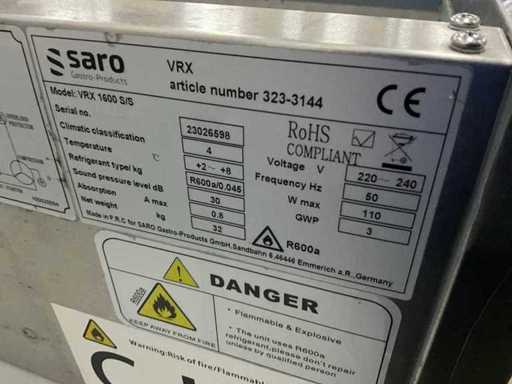 saro
Gastro-Products
VRX
article number 323-3144
CE
Model: VRX 1600 S/S
Serial no. 23026598
Climatic classification 4
Temperature °C +2~ +8
Refrigerant type/ kg R600a/0.045
Sound pressure level dB 30
Absorption A max 0.8
Net weight kg 32
RoHS
COMPLIANT
Voltage V 220~ 240
Frequency Hz 50
W max 110
GWP 3
Made in P.R.C for SARO Gastro-Products GmbH,Sandbahn 6,46446 Emmerich a.R.,Germany
R600a
DANGER
R600a
KEEP AWAY FROM FIRE
• Flammable & Explosive
• The unit uses R600a
refrigerant,please don't repair
unless by qualified person
Warning:Risk of fire/Flammable